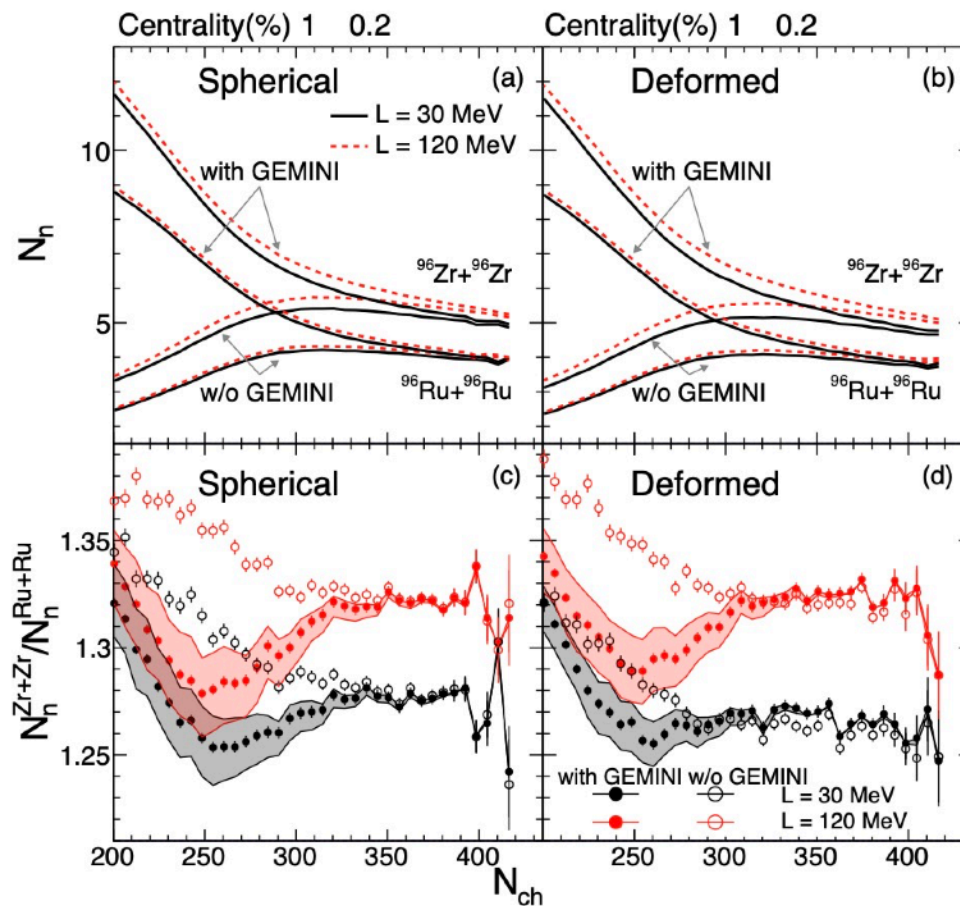 Centrality(%) 1 0.2 Centrality(%) 1 0.2
Spherical (a) Deformed (b)
L = 30 MeV
L = 120 MeV
10
with GEMINI with GEMINI
N_n
⁹⁶Zr+⁹⁶Zr ⁹⁶Zr+⁹⁶Zr
5
w/o GEMINI ⁹⁶Ru+⁹⁶Ru w/o GEMINI ⁹⁶Ru+⁹⁶Ru
Spherical (c) Deformed (d)
N_n^Zr+Zr/N_n^Ru+Ru
1.35
1.3
1.25
with GEMINI w/o GEMINI
L = 30 MeV
L = 120 MeV
200 250 300 350 400 250 300 350 400
N_ch